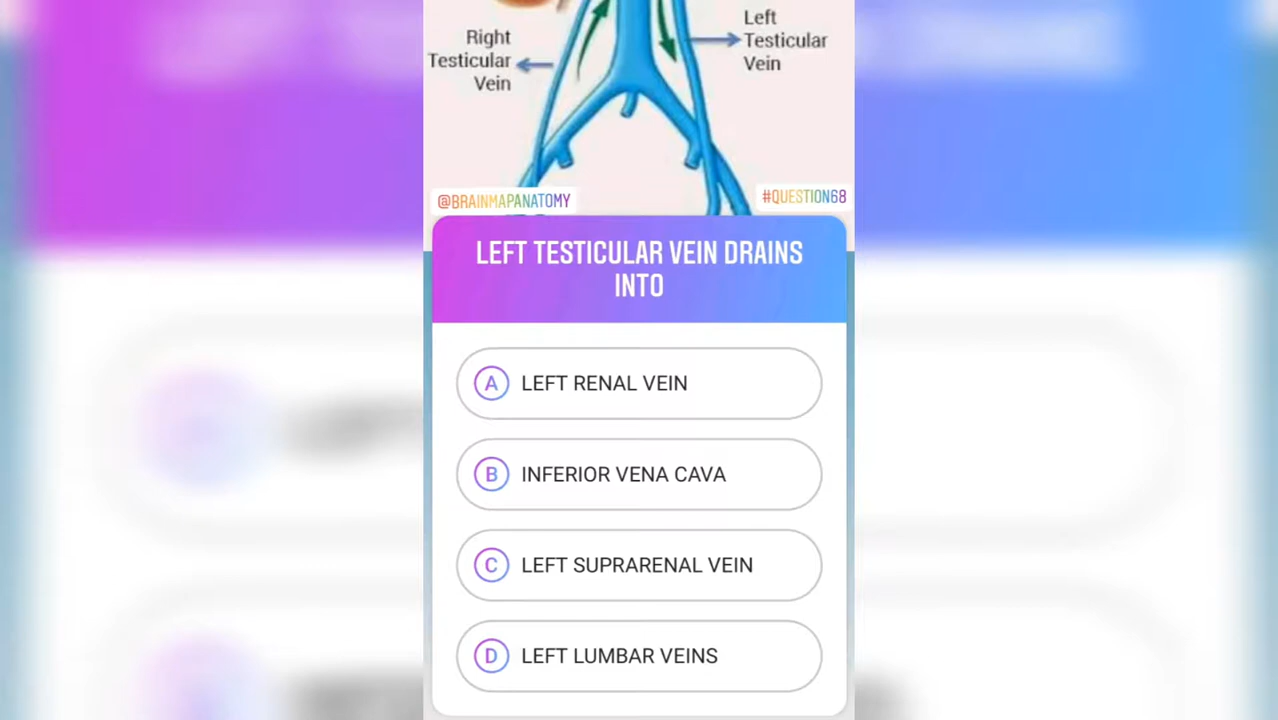 Left
Testicular
Vein
Right
Testicular
Vein
@BRAINMAPANATOMY
#QUESTION68
LEFT TESTICULAR VEIN DRAINS
INTO
A LEFT RENAL VEIN
B INFERIOR VENA CAVA
C LEFT SUPRARENAL VEIN
D LEFT LUMBAR VEINS